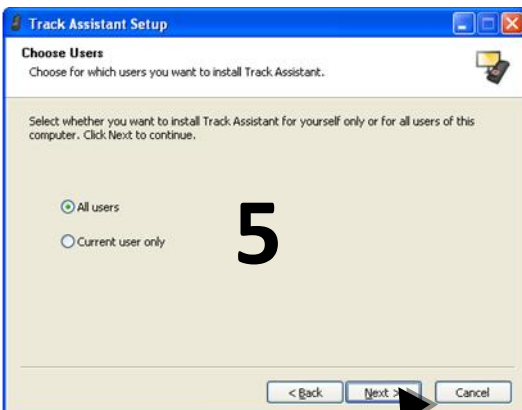 Track Assistant Setup
Choose Users
Choose for which users you want to install Track Assistant.
Select whether you want to install Track Assistant for yourself only or for all users of this
computer. Click Next to continue.
All users
5
Current user only
< Back Next > Cancel